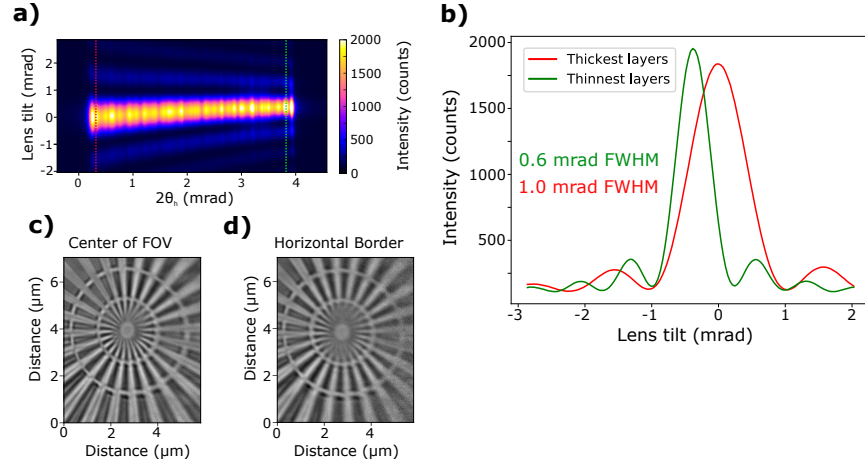 a)
Lens tilt (mrad)
2
1
0
-1
-2
0
1
2
3
4
2θₕ (mrad)
2000
1500
1000
500
0
Intensity (counts)
b)
Intensity (counts)
2000
1750
1500
1250
1000
750
500
250
Thickest layers
Thinnest layers
0.6 mrad FWHM
1.0 mrad FWHM
-3
-2
-1
0
1
2
Lens tilt (mrad)
c)
Center of FOV
Distance (µm)
6
4
2
0
0
2
4
Distance (µm)
d)
Horizontal Border
Distance (µm)
6
4
2
0
0
2
4
Distance (µm)